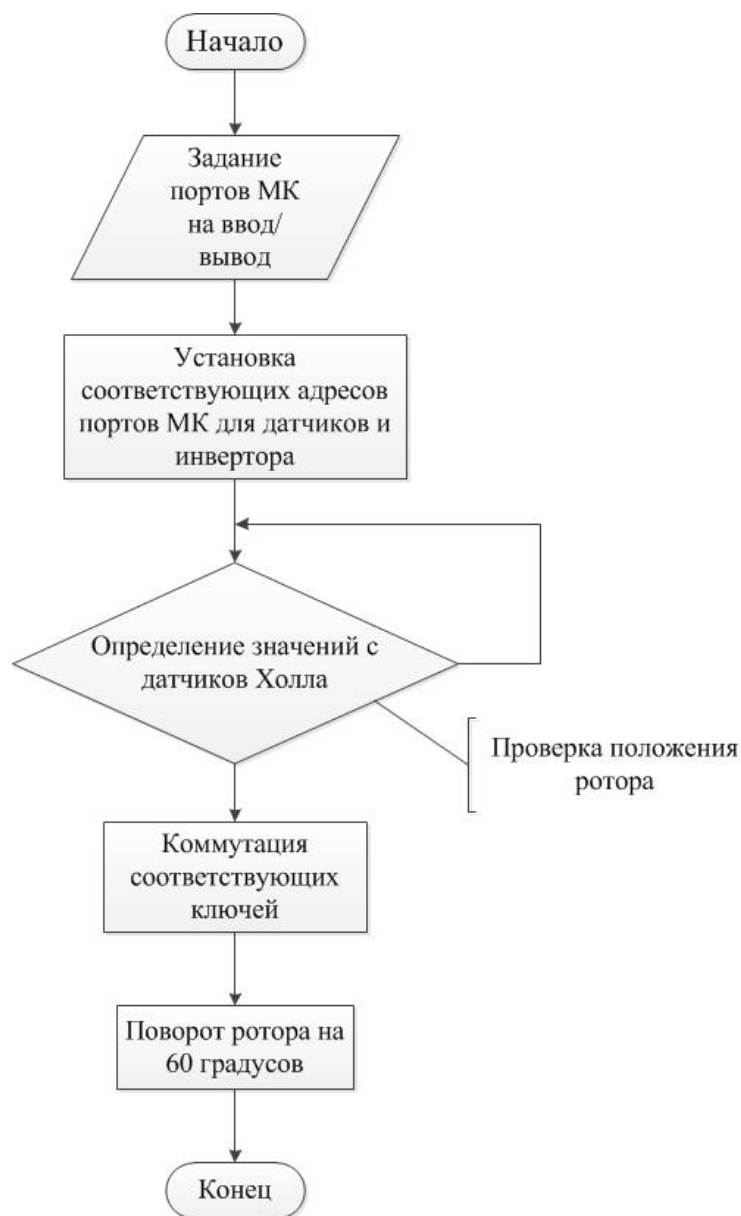 Начало
Задание
портов МК
на ввод/
вывод
Установка
соответствующих адресов
портов МК для датчиков и
инвертора
Определение значений с
датчиков Холла
Проверка положения
ротора
Коммутация
соответствующих
ключей
Поворот ротора на
60 градусов
Конец